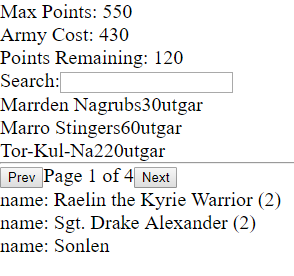 Max Points: 550
Army Cost: 430
Points Remaining: 120
Search:
Marrden Nagrubs30utgar
Marro Stingers60utgar
Tor-Kul-Na220utgar
Prev Page 1 of 4 Next
name: Raelin the Kyrie Warrior (2)
name: Sgt. Drake Alexander (2)
name: Sonlen